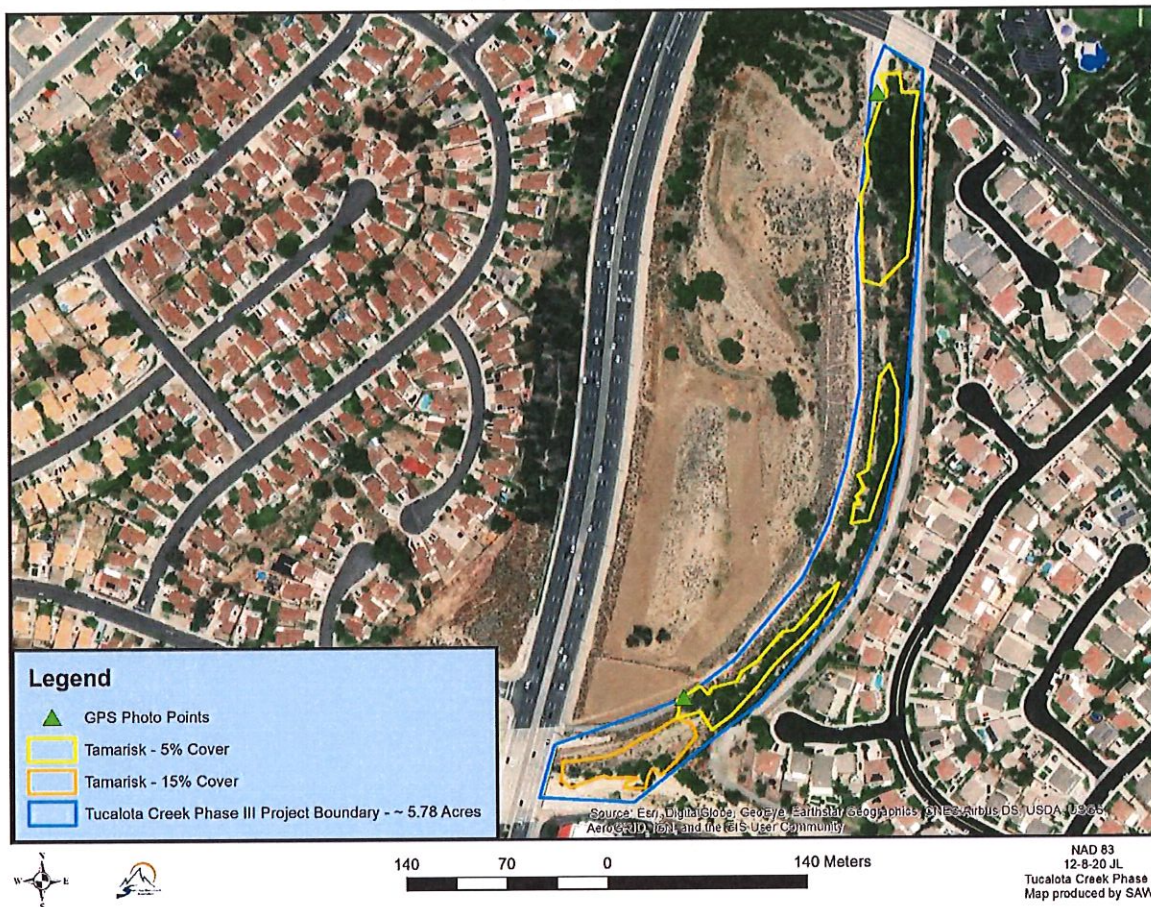 Legend
GPS Photo Points
Tamarisk - 5% Cover
Tamarisk - 15% Cover
Tucalota Creek Phase III Project Boundary - ~ 5.78 Acres
Source: Esri, DigitalGlobe, GeoEye, Earthstar Geographics, CNES/Airbus DS, USDA, USGS,
AeroGRID, IGN, and the GIS User Community
N
W E
S
140 70 0 140 Meters
NAD 83
12-8-20 JL
Tucalota Creek Phase
Map produced by SAW